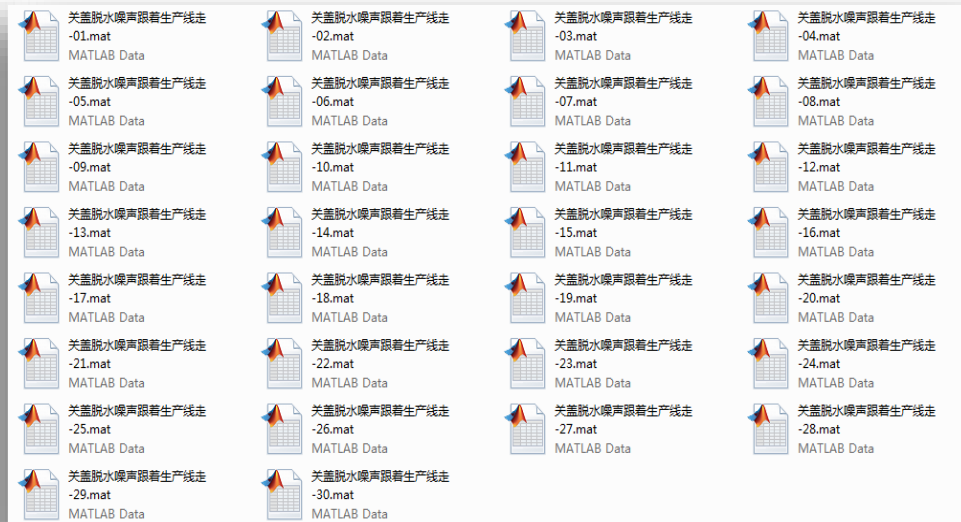 关盖脱水噪声跟着生产线走
-01.mat
MATLAB Data
关盖脱水噪声跟着生产线走
-02.mat
MATLAB Data
关盖脱水噪声跟着生产线走
-03.mat
MATLAB Data
关盖脱水噪声跟着生产线走
-04.mat
MATLAB Data
关盖脱水噪声跟着生产线走
-05.mat
MATLAB Data
关盖脱水噪声跟着生产线走
-06.mat
MATLAB Data
关盖脱水噪声跟着生产线走
-07.mat
MATLAB Data
关盖脱水噪声跟着生产线走
-08.mat
MATLAB Data
关盖脱水噪声跟着生产线走
-09.mat
MATLAB Data
关盖脱水噪声跟着生产线走
-10.mat
MATLAB Data
关盖脱水噪声跟着生产线走
-11.mat
MATLAB Data
关盖脱水噪声跟着生产线走
-12.mat
MATLAB Data
关盖脱水噪声跟着生产线走
-13.mat
MATLAB Data
关盖脱水噪声跟着生产线走
-14.mat
MATLAB Data
关盖脱水噪声跟着生产线走
-15.mat
MATLAB Data
关盖脱水噪声跟着生产线走
-16.mat
MATLAB Data
关盖脱水噪声跟着生产线走
-17.mat
MATLAB Data
关盖脱水噪声跟着生产线走
-18.mat
MATLAB Data
关盖脱水噪声跟着生产线走
-19.mat
MATLAB Data
关盖脱水噪声跟着生产线走
-20.mat
MATLAB Data
关盖脱水噪声跟着生产线走
-21.mat
MATLAB Data
关盖脱水噪声跟着生产线走
-22.mat
MATLAB Data
关盖脱水噪声跟着生产线走
-23.mat
MATLAB Data
关盖脱水噪声跟着生产线走
-24.mat
MATLAB Data
关盖脱水噪声跟着生产线走
-25.mat
MATLAB Data
关盖脱水噪声跟着生产线走
-26.mat
MATLAB Data
关盖脱水噪声跟着生产线走
-27.mat
MATLAB Data
关盖脱水噪声跟着生产线走
-28.mat
MATLAB Data
关盖脱水噪声跟着生产线走
-29.mat
MATLAB Data
关盖脱水噪声跟着生产线走
-30.mat
MATLAB Data